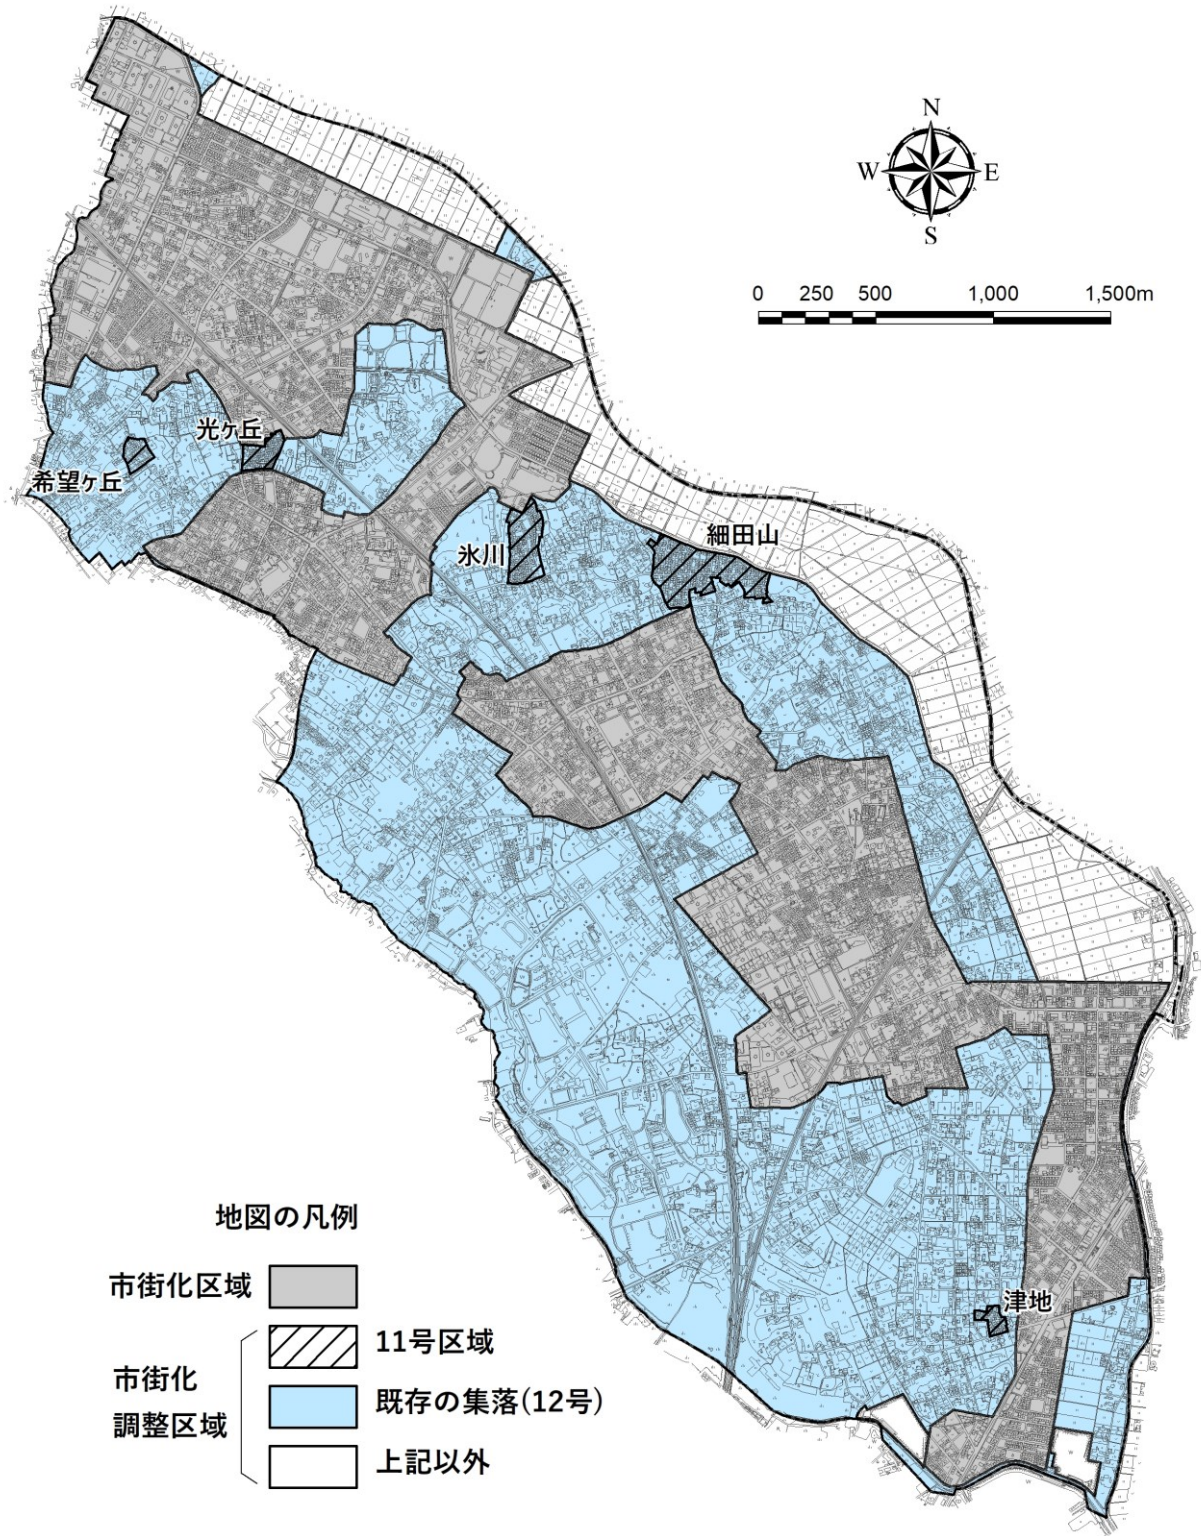 N
W E
S
0 250 500 1,000 1,500m
光ヶ丘
希望ヶ丘
氷川
細田山
津地
地図の凡例
市街化区域
11号区域
市街化
調整区域
既存の集落(12号)
上記以外